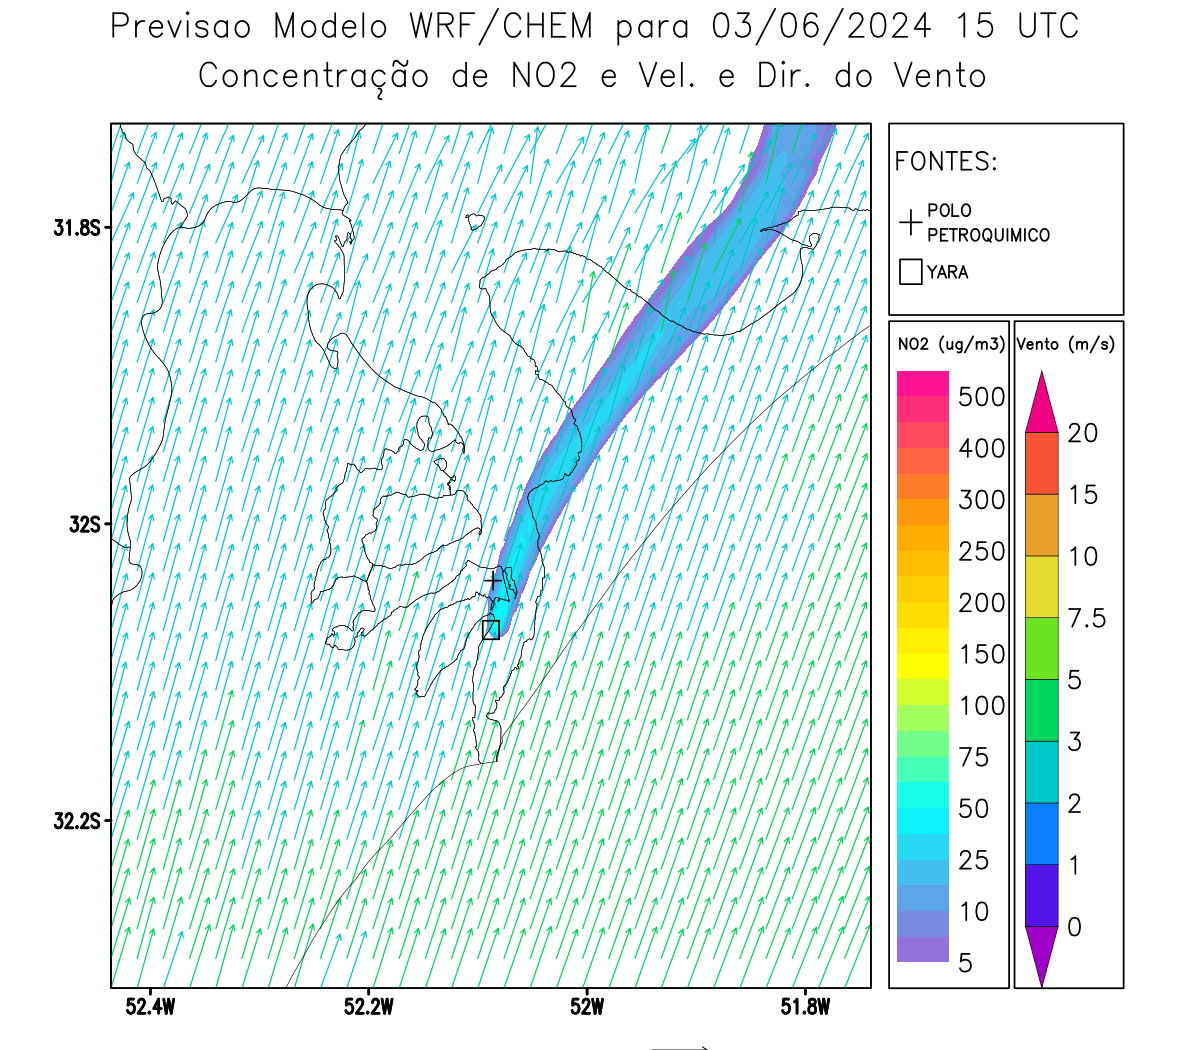 Previsao Modelo WRF/CHEM para 03/06/2024 15 UTC
Concentração de NO2 e Vel. e Dir. do Vento
FONTES:
POLO
PETROQUIMICO
YARA
NO2 (ug/m3)
500
400
300
250
200
150
100
75
50
25
10
5
Vento (m/s)
20
15
10
7.5
5
3
2
1
0
31.8S
32S
32.2S
52.4W
52.2W
52W
51.8W